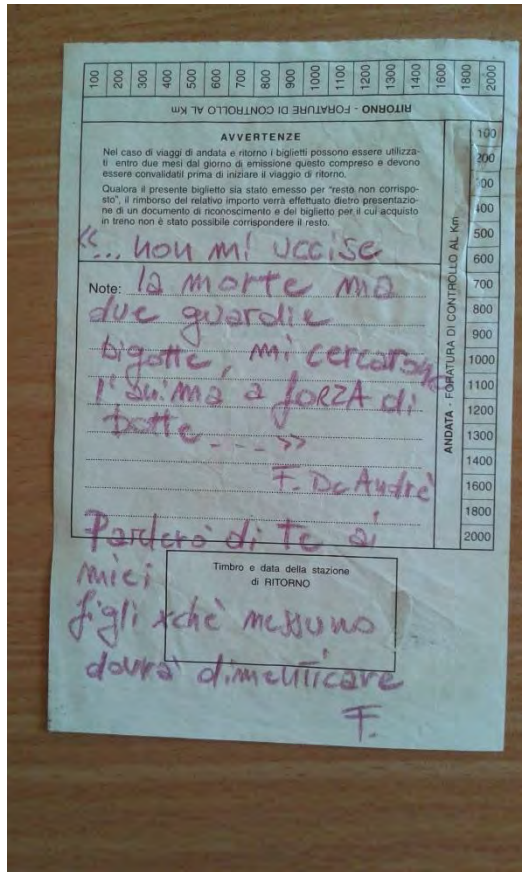 100 200 300 400 500 600 700 800 900 1000 1100 1200 1300 1400 1600 1800 2000
RITORNO - FORATURE DI CONTROLLO AL Km
AVVERTENZE
Nel caso di viaggi di andata e ritorno i biglietti possono essere utilizza-
ti entro due mesi dal giorno di emissione questo compreso e devono
essere convalidati prima di iniziare il viaggio di ritorno.
Qualora il presente biglietto sia stato emesso per "resto non corrispo-
sto", il rimborso del relativo importo verrà effettuato dietro presentazio-
ne di un documento di riconoscimento e del biglietto per il cui acquisto
in treno non è stato possibile corrispondere il resto.
«... non mi uccise
Note: la morte ma
due guardie
bigotte, mi cercarono
l'anima a forza di
botte...»
F. De Andrè
Parlerò di te ai
miei
figli xchè nessuno
dovrà dimenticare
F.
Timbro e data della stazione
di RITORNO
ANDATA - FORATURA DI CONTROLLO AL Km.
100
200
300
400
500
600
700
800
900
1000
1100
1200
1300
1400
1600
1800
2000